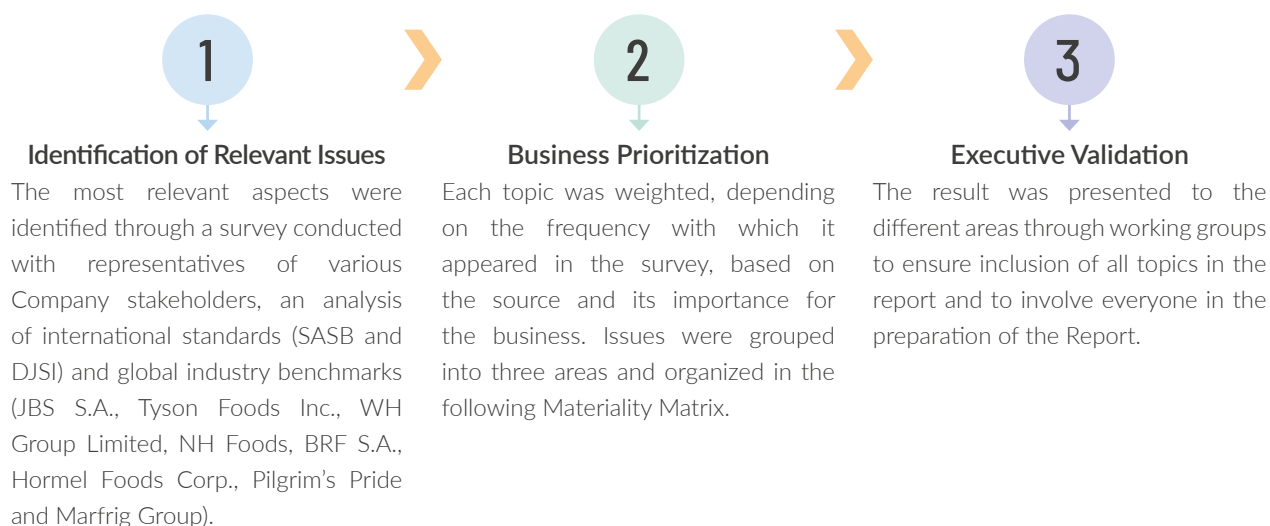 1
Identification of Relevant Issues
The most relevant aspects were
identified through a survey conducted
with representatives of various
Company stakeholders, an analysis
of international standards (SASB and
DJSI) and global industry benchmarks
(JBS S.A., Tyson Foods Inc., WH
Group Limited, NH Foods, BRF S.A.,
Hormel Foods Corp., Pilgrim’s Pride
and Marfrig Group).
2
Business Prioritization
Each topic was weighted, depending
on the frequency with which it
appeared in the survey, based on
the source and its importance for
the business. Issues were grouped
into three areas and organized in the
following Materiality Matrix.
3
Executive Validation
The result was presented to the
different areas through working groups
to ensure inclusion of all topics in the
report and to involve everyone in the
preparation of the Report.